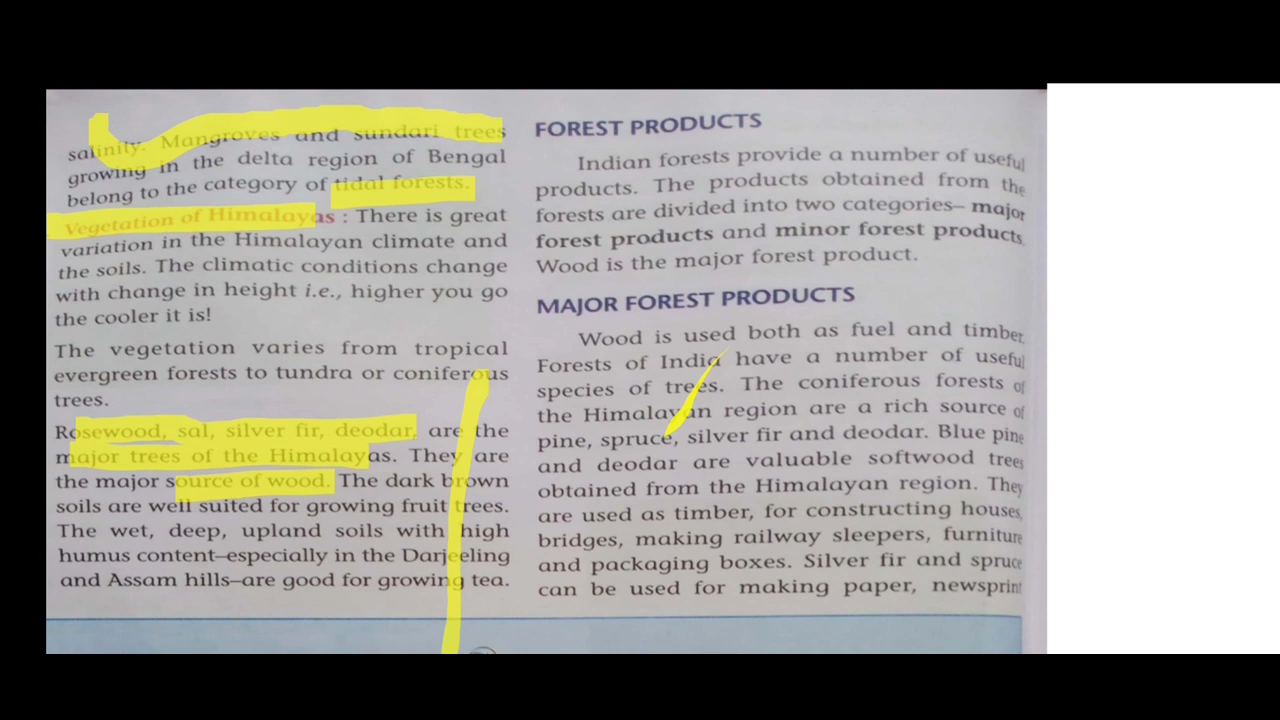 salinity. Mangroves and sundari trees
growing in the delta region of Bengal
belong to the category of tidal forests.
Vegetation of Himalayas : There is great
variation in the Himalayan climate and
the soils. The climatic conditions change
with change in height i.e., higher you go
the cooler it is!
The vegetation varies from tropical
evergreen forests to tundra or coniferous
trees.
Rosewood, sal, silver fir, deodar, are the
major trees of the Himalayas. They are
the major source of wood. The dark brown
soils are well suited for growing fruit trees.
The wet, deep, upland soils with high
humus content–especially in the Darjeeling
and Assam hills–are good for growing tea.
FOREST PRODUCTS
Indian forests provide a number of useful
products. The products obtained from the
forests are divided into two categories– major
forest products and minor forest products.
Wood is the major forest product.
MAJOR FOREST PRODUCTS
Wood is used both as fuel and timber.
Forests of India have a number of useful
species of trees. The coniferous forests of
the Himalayan region are a rich source of
pine, spruce, silver fir and deodar. Blue pine
and deodar are valuable softwood trees
obtained from the Himalayan region. They
are used as timber, for constructing houses,
bridges, making railway sleepers, furniture
and packaging boxes. Silver fir and spruce
can be used for making paper, newsprint